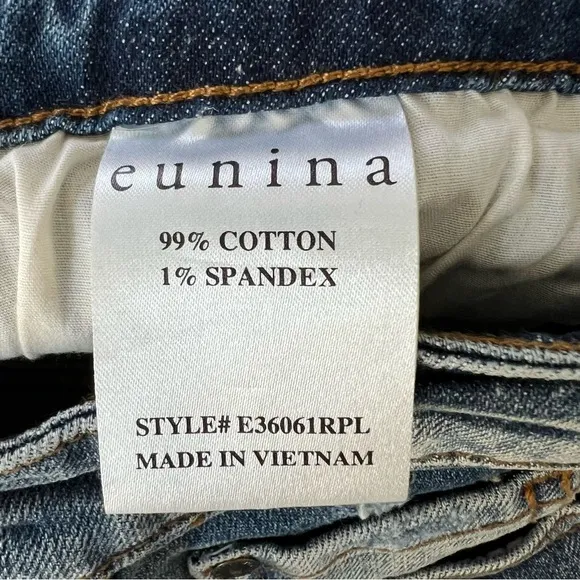 eunina
99% COTTON
1% SPANDEX
STYLE# E36061RPL
MADE IN VIETNAM